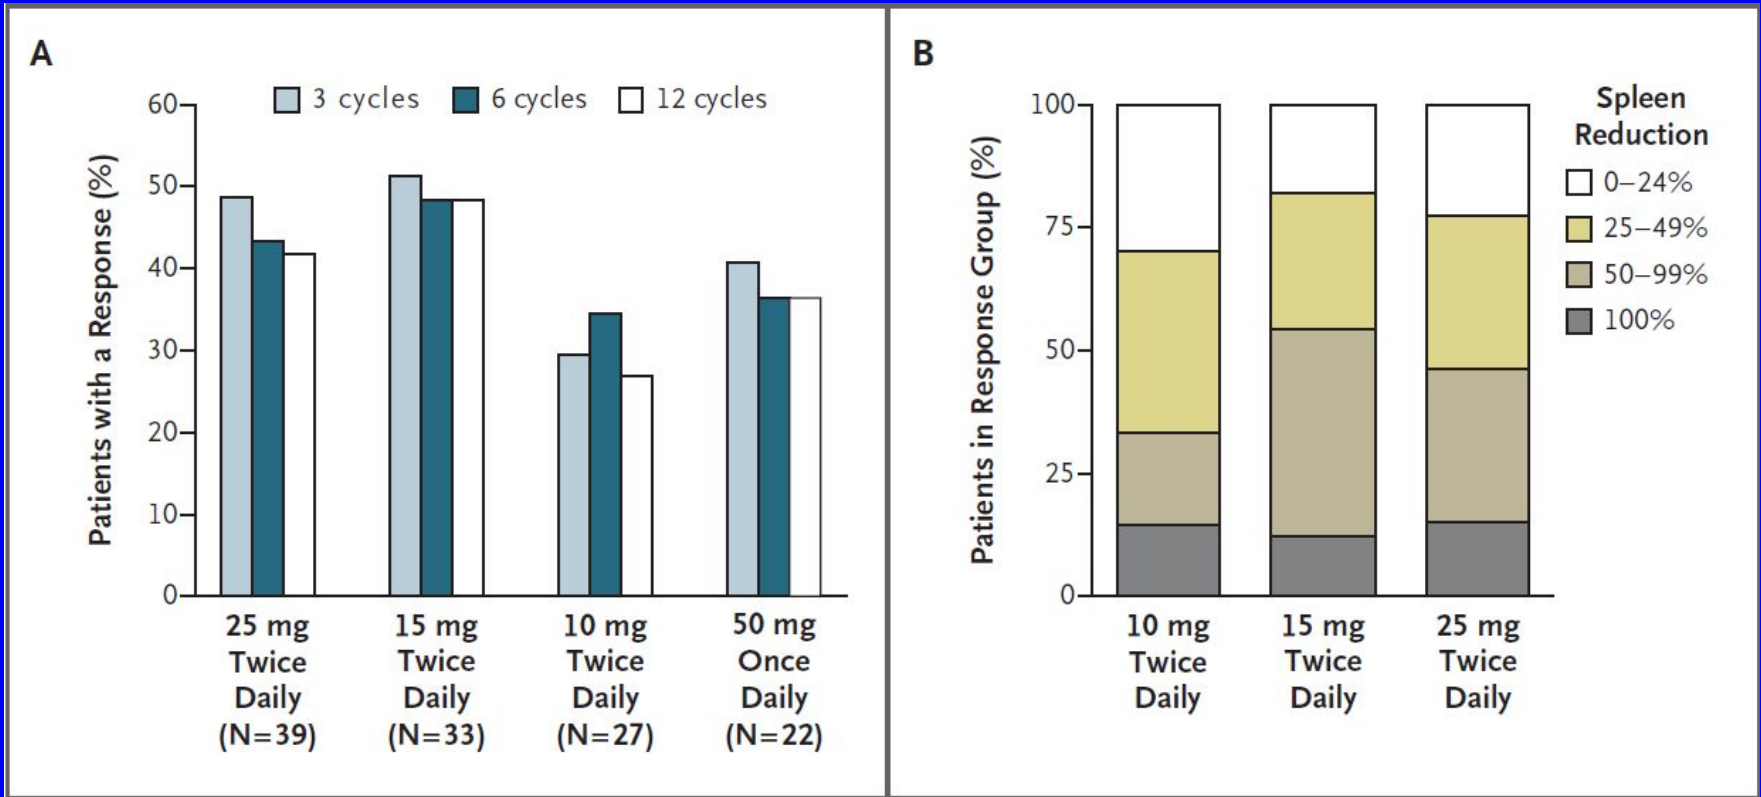 A
3 cycles
6 cycles
12 cycles
Patients with a Response (%)
60
50
40
30
20
10
0
25 mg
Twice
Daily
(N=39)
15 mg
Twice
Daily
(N=33)
10 mg
Twice
Daily
(N=27)
50 mg
Once
Daily
(N=22)
B
Patients in Response Group (%)
100
75
50
25
0
10 mg
Twice
Daily
15 mg
Twice
Daily
25 mg
Twice
Daily
Spleen
Reduction
0–24%
25–49%
50–99%
100%